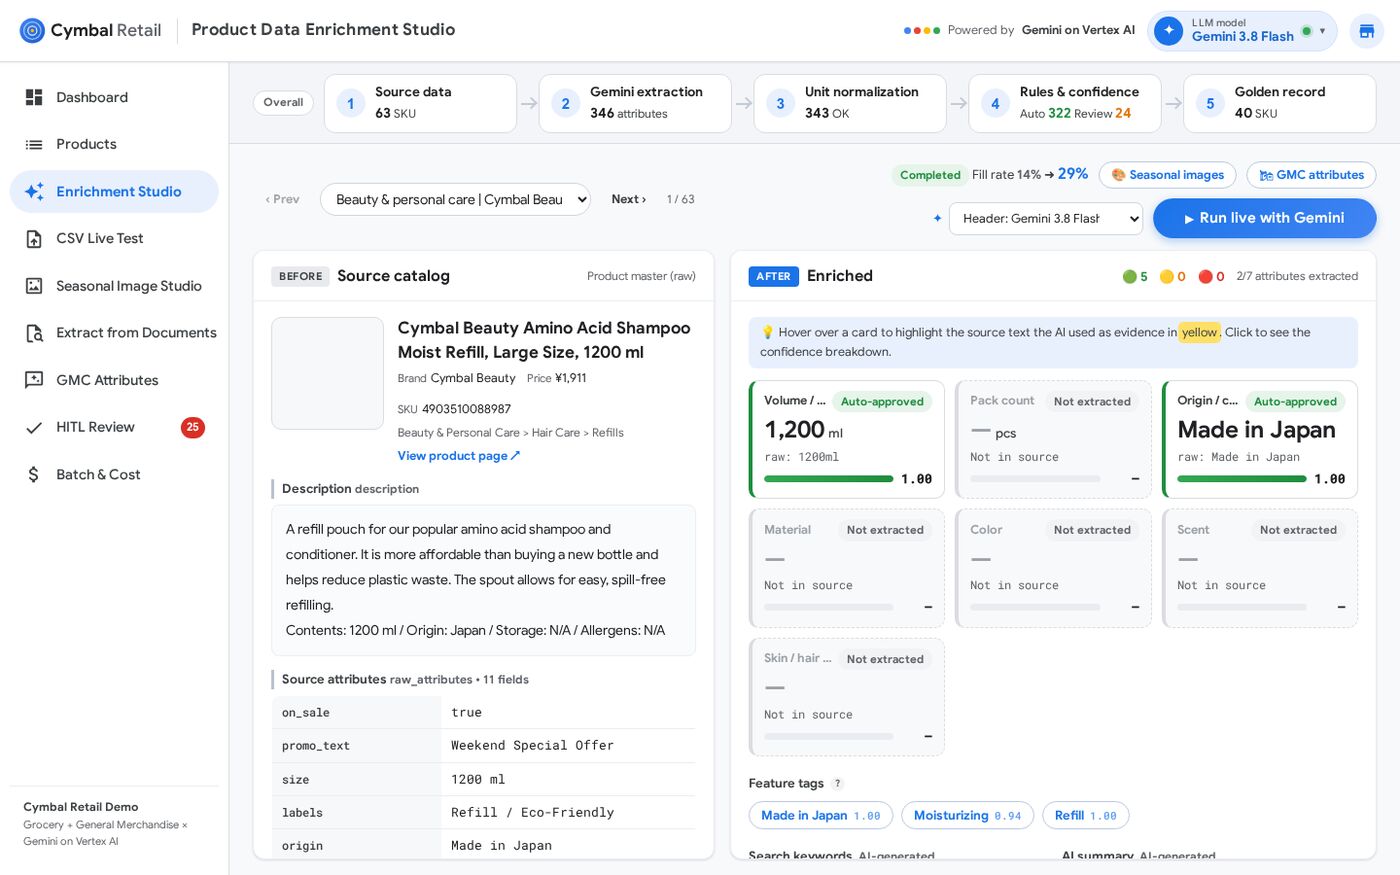 Cymbal Retail
Product Data Enrichment Studio
Powered by Gemini on Vertex AI
LLM model
Gemini 3.8 Flash
Dashboard
Products
Enrichment Studio
CSV Live Test
Seasonal Image Studio
Extract from Documents
GMC Attributes
HITL Review 25
Batch & Cost
Cymbal Retail Demo
Grocery + General Merchandise ×
Gemini on Vertex AI
Overall
1 Source data
63 SKU
2 Gemini extraction
346 attributes
3 Unit normalization
343 OK
4 Rules & confidence
Auto 322 Review 24
5 Golden record
40 SKU
‹ Prev
Beauty & personal care | Cymbal Beau
Next ›
1 / 63
Completed Fill rate 14% → 29%
🎨 Seasonal images
GMC attributes
✦ Header: Gemini 3.8 Flash
▶ Run live with Gemini
BEFORE Source catalog
Product master (raw)
Cymbal Beauty Amino Acid Shampoo
Moist Refill, Large Size, 1200 ml
Brand Cymbal Beauty Price ¥1,911
SKU 4903510088987
Beauty & Personal Care > Hair Care > Refills
View product page ↗
Description description
A refill pouch for our popular amino acid shampoo and
conditioner. It is more affordable than buying a new bottle and
helps reduce plastic waste. The spout allows for easy, spill-free
refilling.
Contents: 1200 ml / Origin: Japan / Storage: N/A / Allergens: N/A
Source attributes raw_attributes • 11 fields
on_sale true
promo_text Weekend Special Offer
size 1200 ml
labels Refill / Eco-Friendly
origin Made in Japan
AFTER Enriched
🟢 5 🟡 0 🔴 0 2/7 attributes extracted
💡 Hover over a card to highlight the source text the AI used as evidence in yellow. Click to see the
confidence breakdown.
Volume / ... Auto-approved
1,200 ml
raw: 1200ml
1.00
Pack count Not extracted
— pcs
Not in source
–
Origin / c... Auto-approved
Made in Japan
raw: Made in Japan
1.00
Material Not extracted
—
Not in source
–
Color Not extracted
—
Not in source
–
Scent Not extracted
—
Not in source
–
Skin / hair ... Not extracted
—
Not in source
–
Feature tags ?
Made in Japan 1.00
Moisturizing 0.94
Refill 1.00
Search keywords AI-generated
AI summary AI-generated